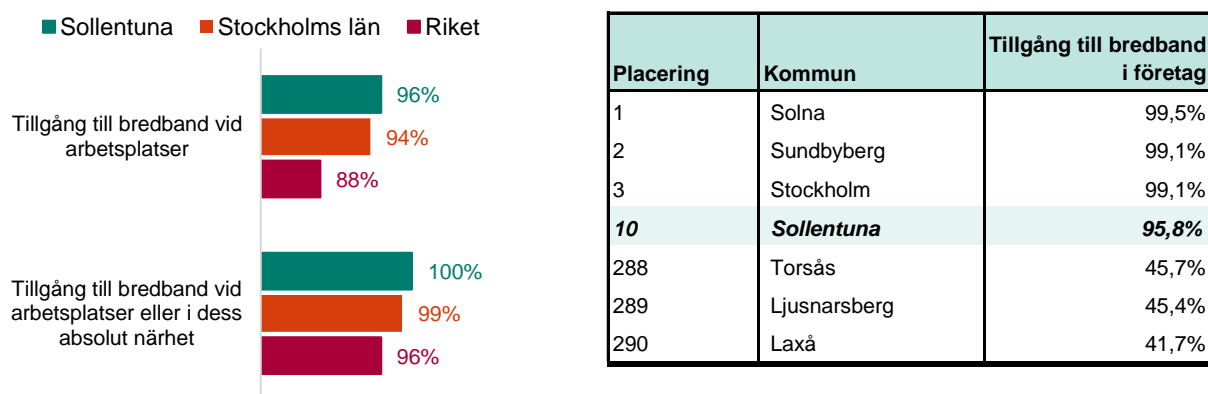 Sollentuna Stockholms län Riket
Tillgång till bredband vid
arbetsplatser
96%
94%
88%
Tillgång till bredband vid
arbetsplatser eller i dess
absolut närhet
100%
99%
96%
Placering Kommun Tillgång till bredband i företag
1 Solna 99,5%
2 Sundbyberg 99,1%
3 Stockholm 99,1%
10 Sollentuna 95,8%
288 Torsås 45,7%
289 Ljusnarsberg 45,4%
290 Laxå 41,7%